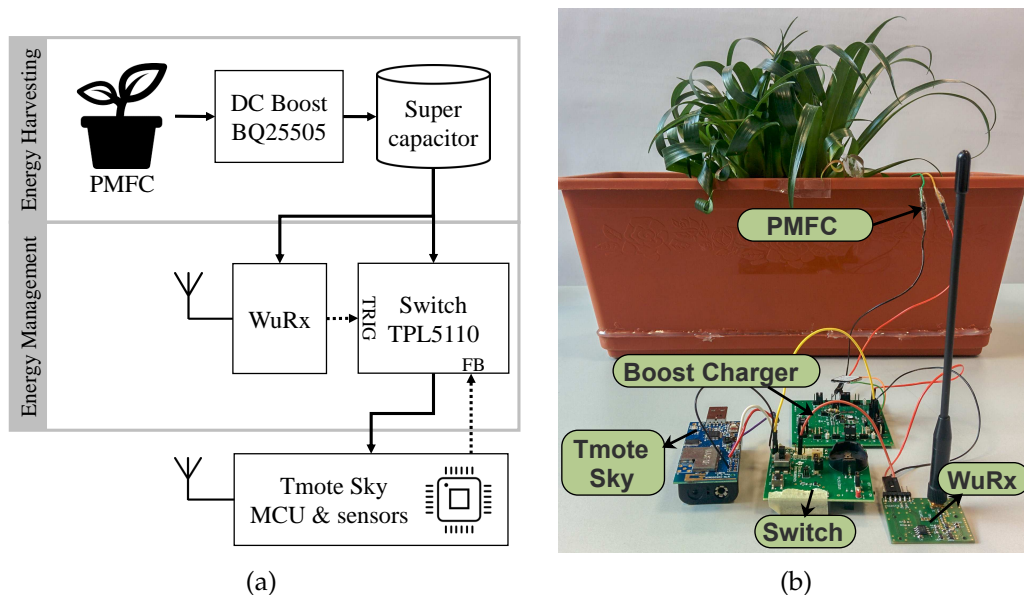 Energy Harvesting
PMFC
DC Boost
BQ25505
Super
capacitor
Energy Management
WuRx
TRIG
Switch
TPL5110
FB
Tmote Sky
MCU & sensors
(a)
PMFC
Boost Charger
Tmote
Sky
Switch
WuRx
(b)